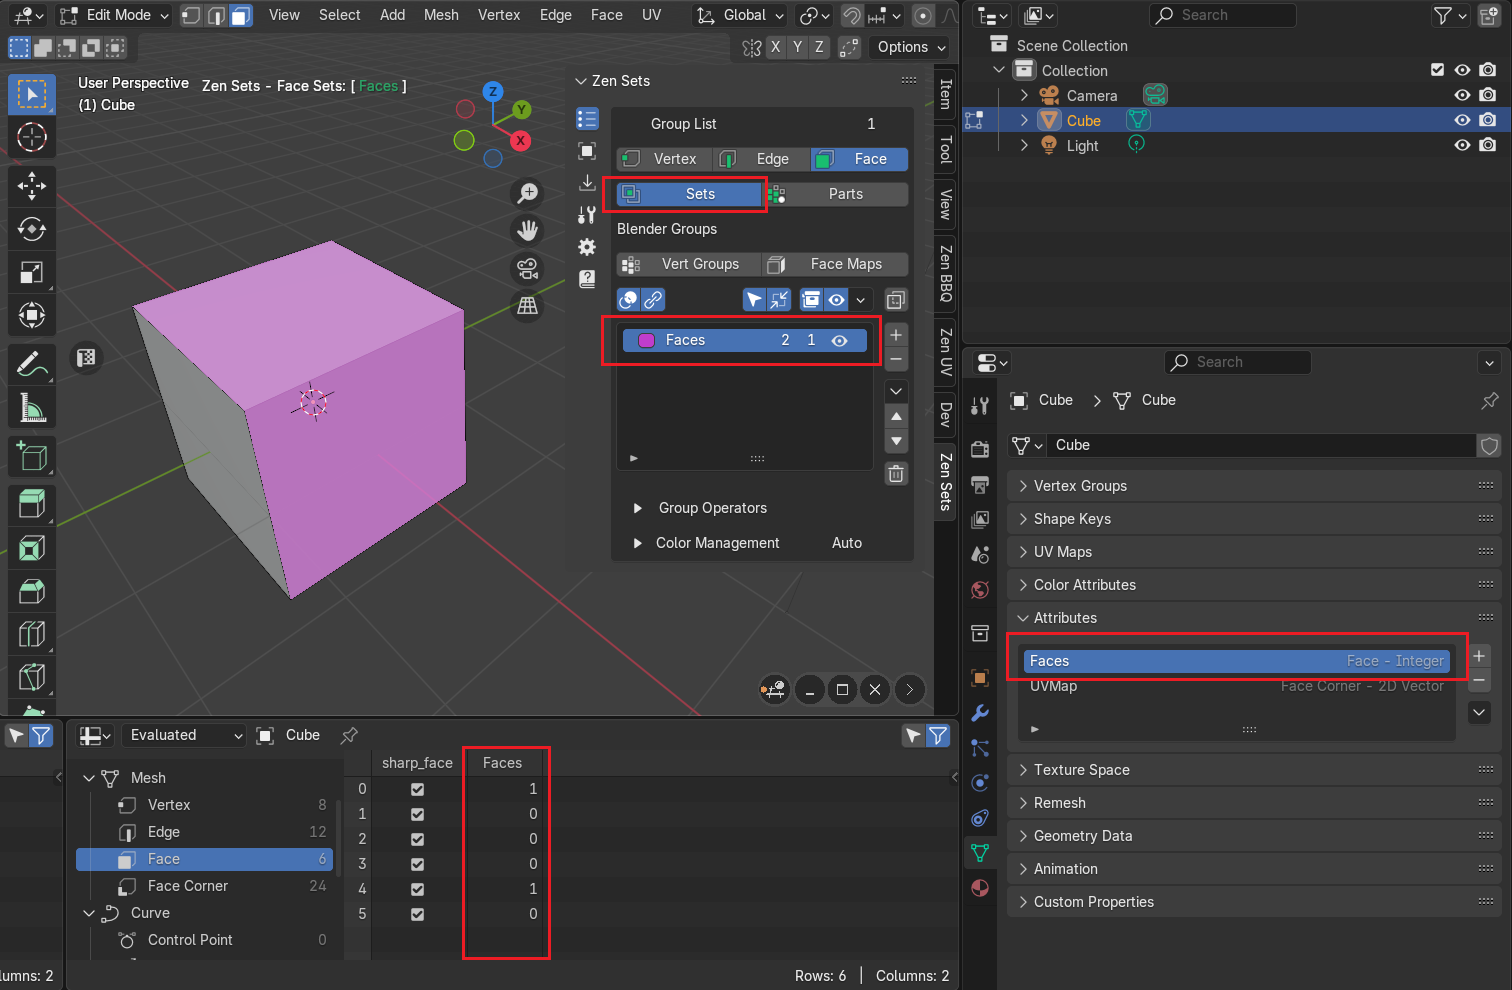 Edit Mode
View Select Add Mesh Vertex Edge Face UV
Global
X Y Z
Options
User Perspective
(1) Cube
Zen Sets - Face Sets: [ Faces ]
Z
Y
X
Zen Sets
Group List 1
Vertex Edge Face
Sets Parts
Blender Groups
Vert Groups Face Maps
Faces 2 1
Group Operators
Color Management Auto
Item
Tool
View
Zen BBQ
Zen UV
Dev
Zen Sets
Search
Scene Collection
Collection
Camera
Cube
Light
Search
Cube Cube
Cube
Vertex Groups
Shape Keys
UV Maps
Color Attributes
Attributes
Faces Face - Integer
UVMap Face Corner - 2D Vector
Texture Space
Remesh
Geometry Data
Animation
Custom Properties
Evaluated
Cube
Mesh
Vertex 8
Edge 12
Face 6
Face Corner 24
Curve
Control Point 0
sharp_face Faces
0 1
1 0
2 0
3 0
4 1
5 0
lumns: 2
Rows: 6 | Columns: 2